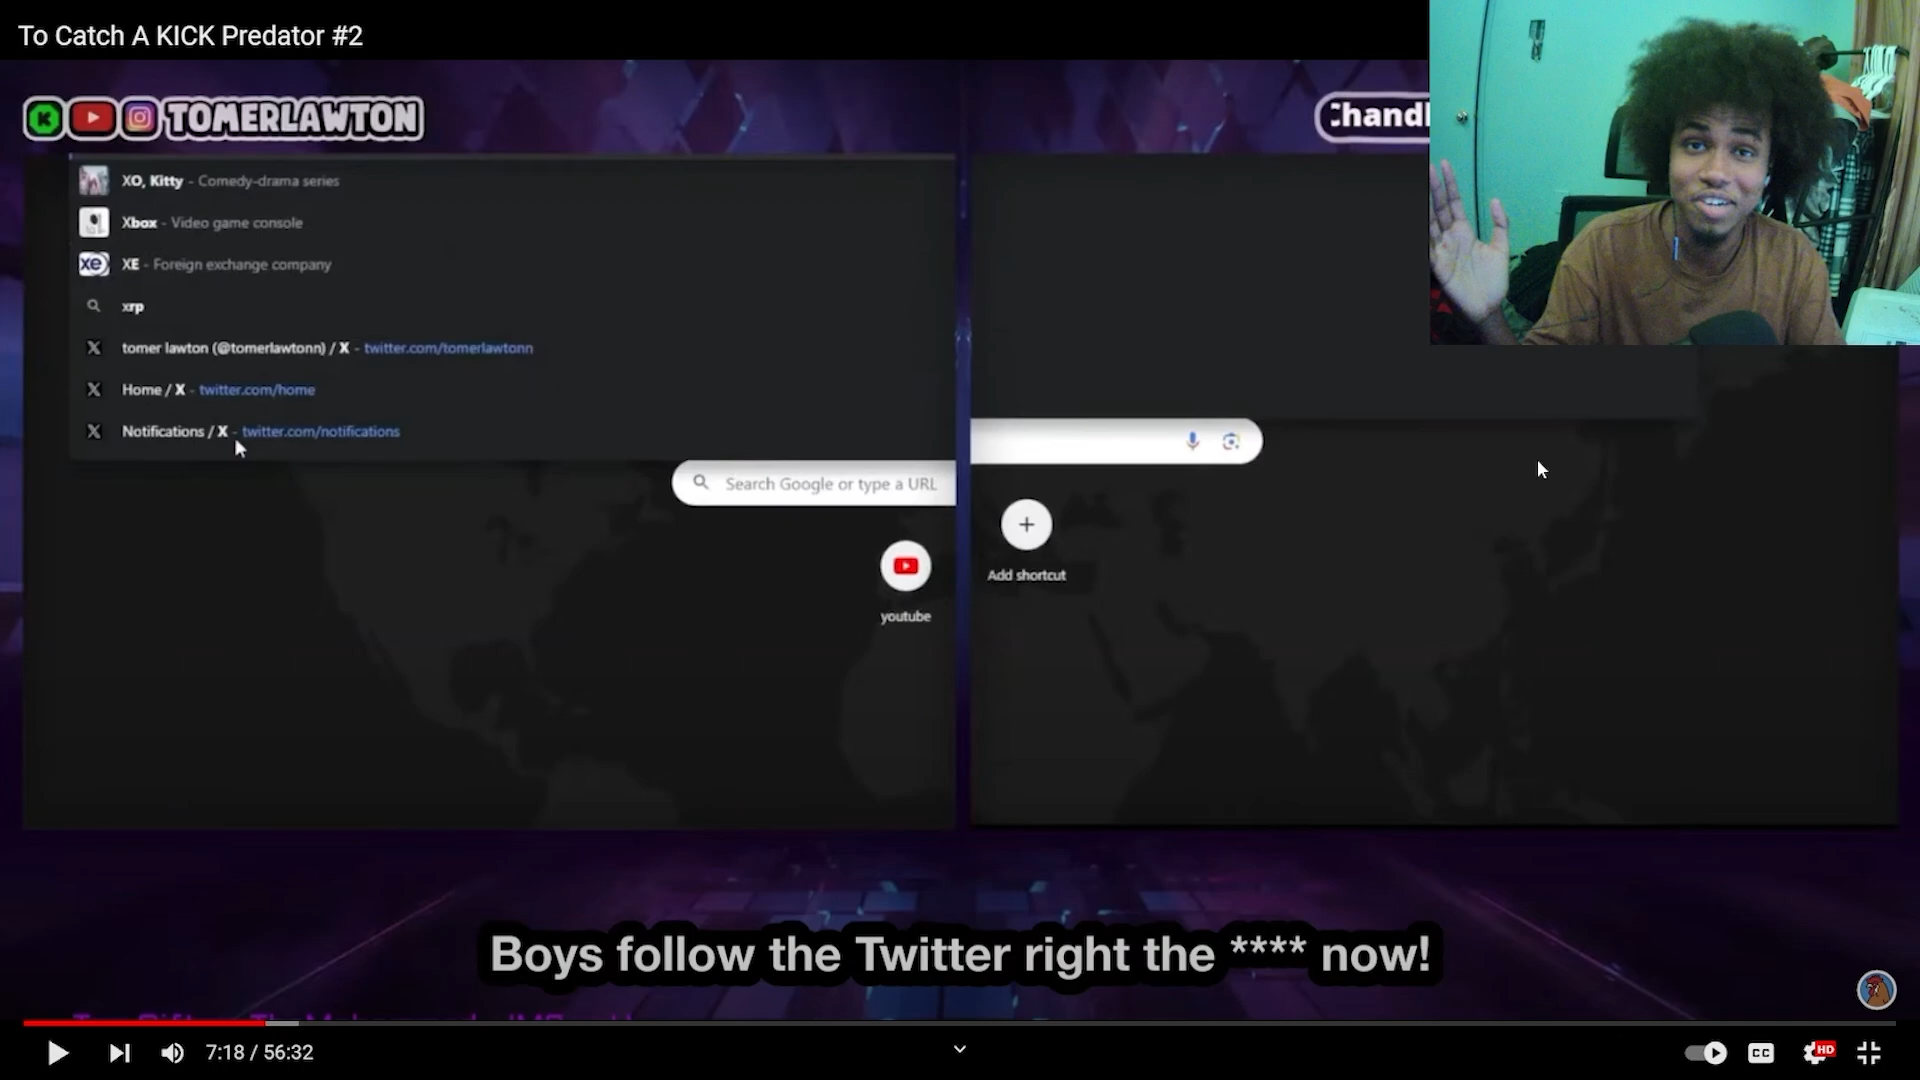 To Catch A KICK Predator #2
TOMERLAWTON
Chandl
XO, Kitty - Comedy-drama series
Xbox - Video game console
XE - Foreign exchange company
xrp
tomer lawton (@tomerlawtonn) / X - twitter.com/tomerlawtonn
Home / X - twitter.com/home
Notifications / X - twitter.com/notifications
Search Google or type a URL
Add shortcut
youtube
Boys follow the Twitter right the **** now!
7:18 / 56:32
CC
HD